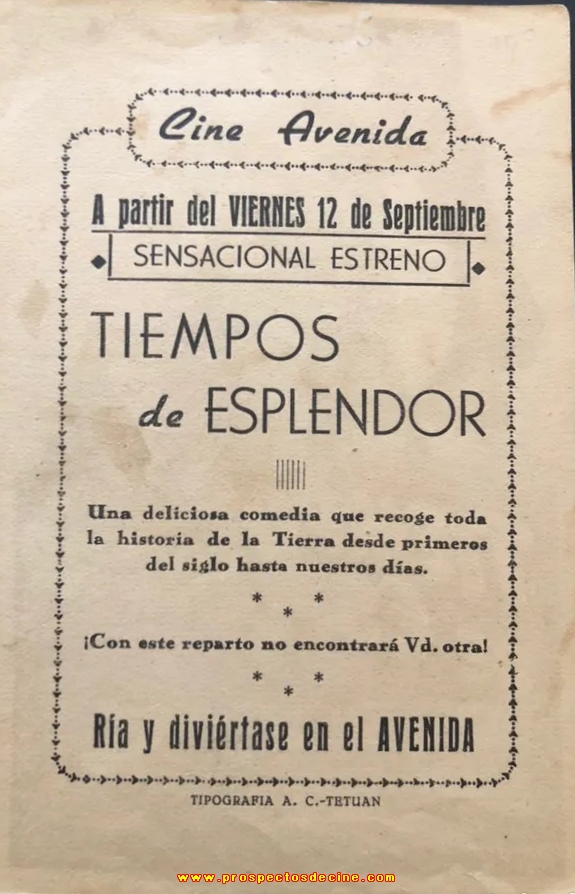 Cine Avenida
A partir del VIERNES 12 de Septiembre
SENSACIONAL ESTRENO
TIEMPOS
de ESPLENDOR
Una deliciosa comedia que recoge toda
la historia de la Tierra desde primeros
del siglo hasta nuestros días.
* * *
¡Con este reparto no encontrará Vd. otra!
* * *
Ría y diviértase en el AVENIDA
TIPOGRAFIA A. C.-TETUAN
www.prospectosdecine.com